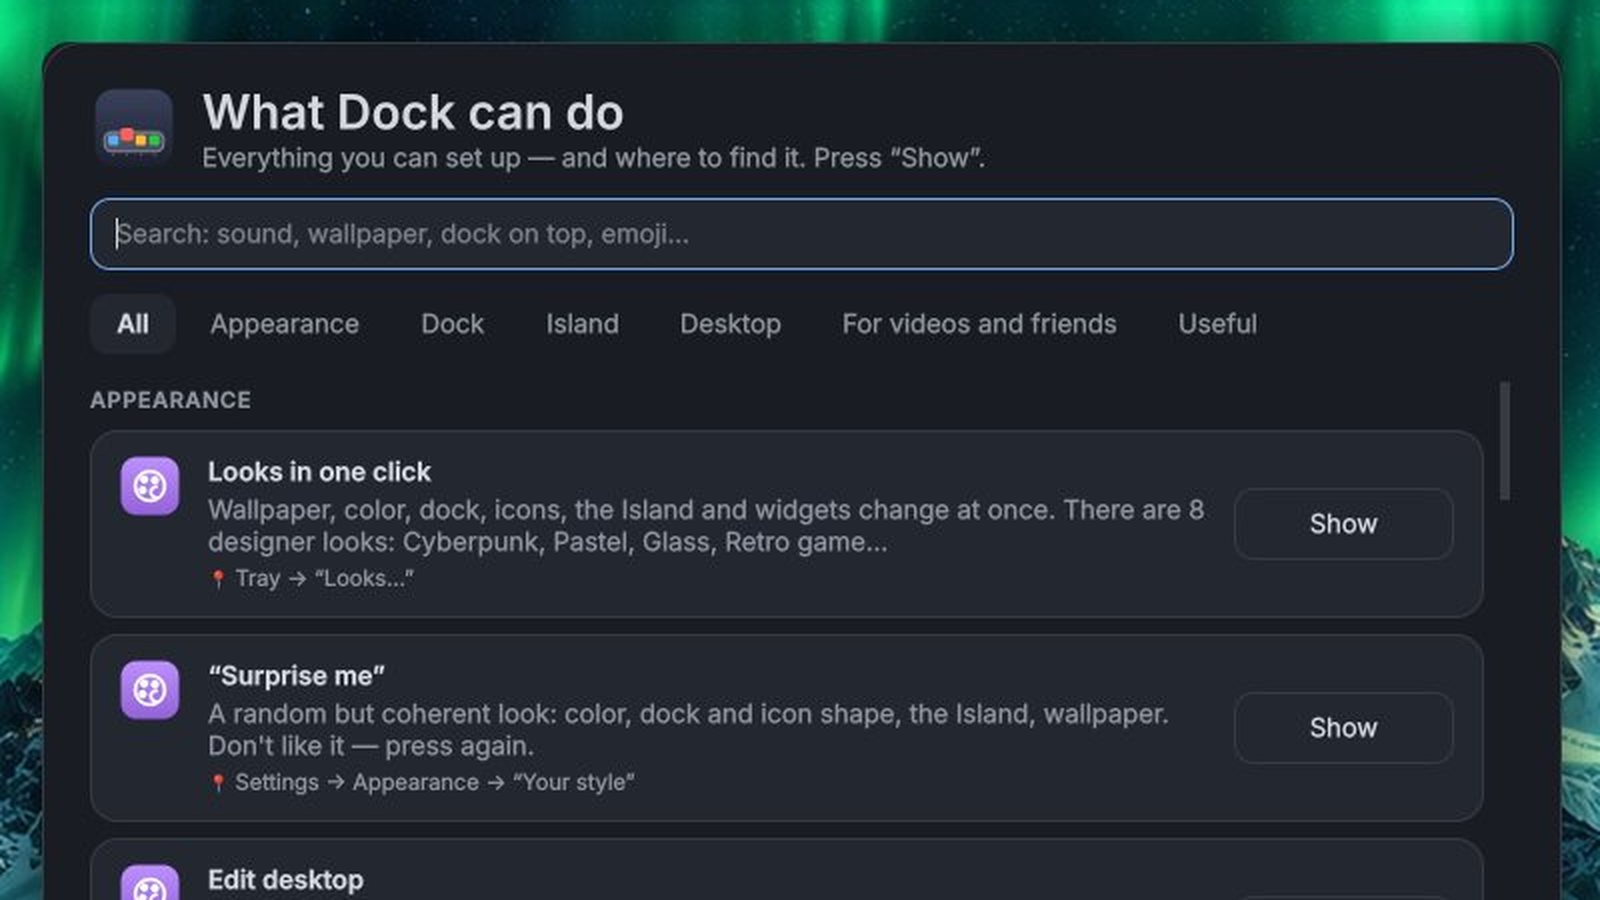 What Dock can do
Everything you can set up — and where to find it. Press “Show”.
Search: sound, wallpaper, dock on top, emoji...
All Appearance Dock Island Desktop For videos and friends Useful
APPEARANCE
Looks in one click
Wallpaper, color, dock, icons, the Island and widgets change at once. There are 8
designer looks: Cyberpunk, Pastel, Glass, Retro game...
Show
📍 Tray → “Looks...”
“Surprise me”
A random but coherent look: color, dock and icon shape, the Island, wallpaper.
Don't like it — press again.
Show
📍 Settings → Appearance → “Your style”
Edit desktop